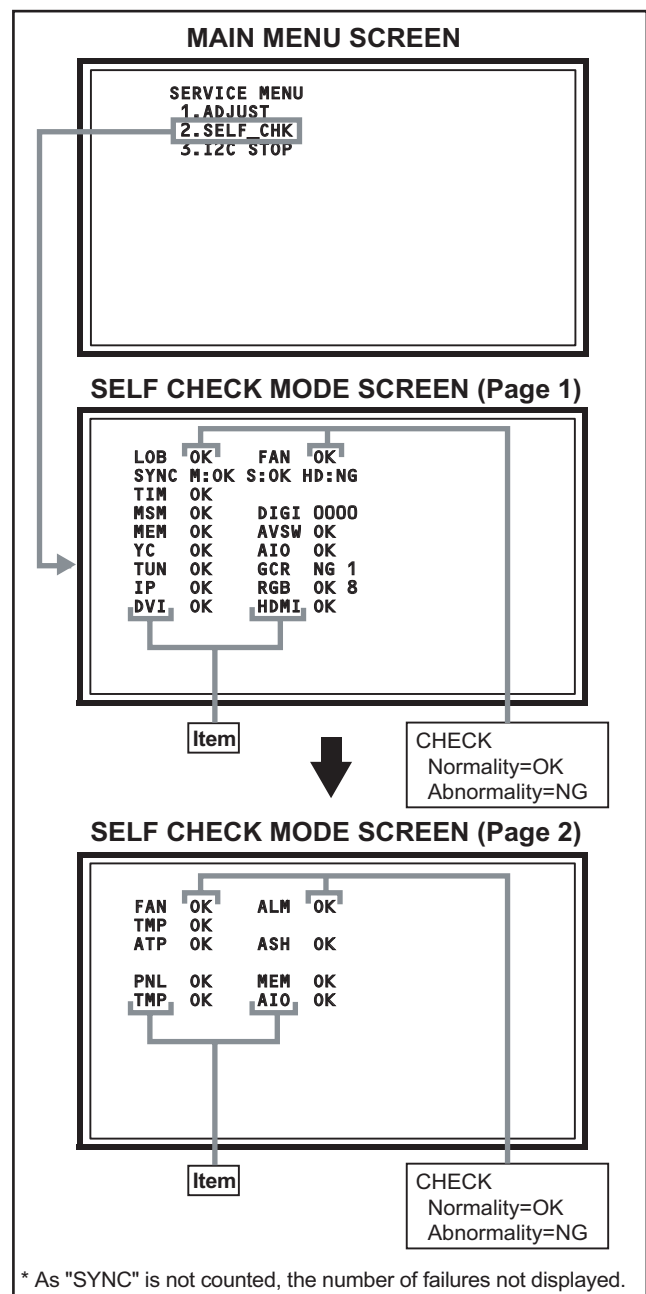 MAIN MENU SCREEN
SERVICE MENU
1.ADJUST
2.SELF_CHK
3.I2C STOP
SELF CHECK MODE SCREEN (Page 1)
LOB OK FAN OK
SYNC M:OK S:OK HD:NG
TIM OK
MSM OK DIGI OOOO
MEM OK AVSW OK
YC OK AIO OK
TUN OK GCR NG 1
IP OK RGB OK 8
DVI OK HDMI OK
Item
CHECK
Normality=OK
Abnormality=NG
SELF CHECK MODE SCREEN (Page 2)
FAN OK ALM OK
TMP OK
ATP OK ASH OK
PNL OK MEM OK
TMP OK AIO OK
Item
CHECK
Normality=OK
Abnormality=NG
* As "SYNC" is not counted, the number of failures not displayed.